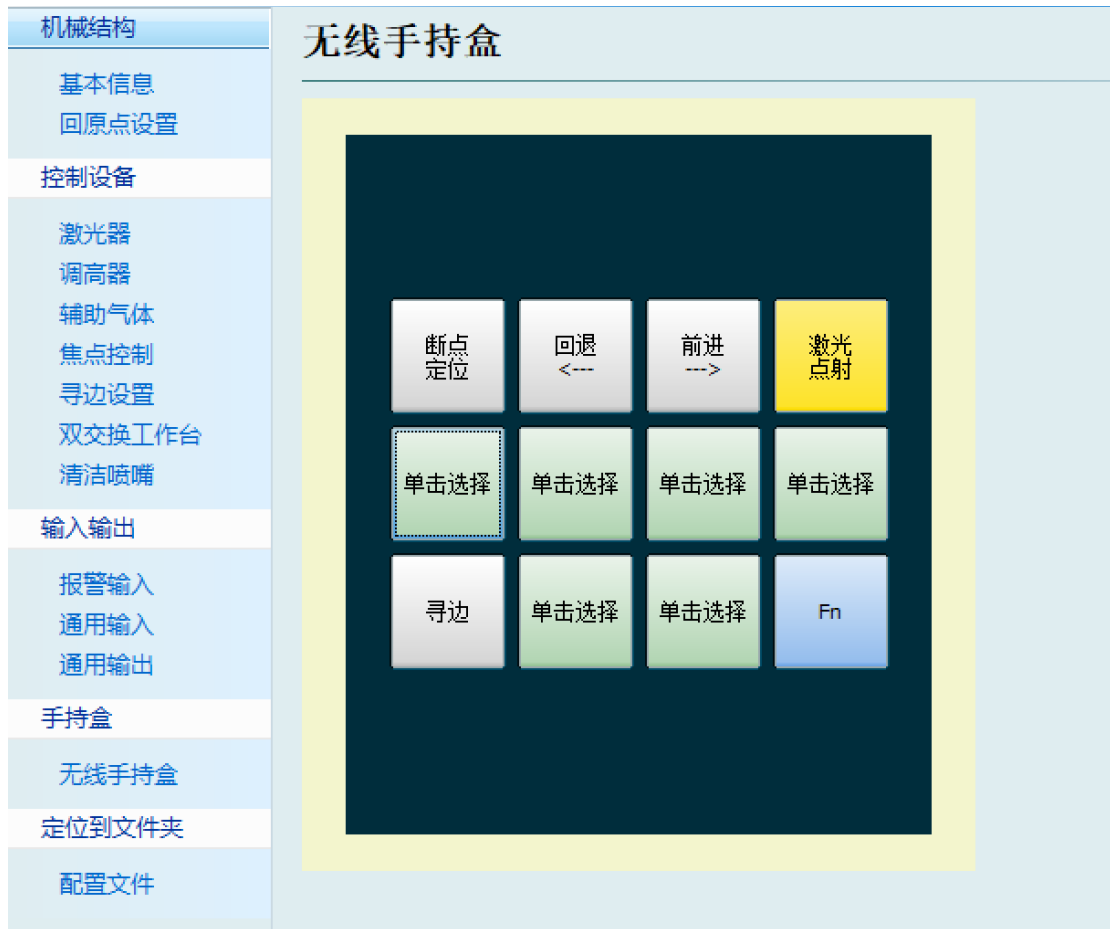 机械结构
基本信息
回原点设置
控制设备
激光器
调高器
辅助气体
焦点控制
寻边设置
双交换工作台
清洁喷嘴
输入输出
报警输入
通用输入
通用输出
手持盒
无线手持盒
定位到文件夹
配置文件
无线手持盒
断点
定位
回退
<---
前进
--->
激光
点射
单击选择
单击选择
单击选择
单击选择
寻边
单击选择
单击选择
Fn